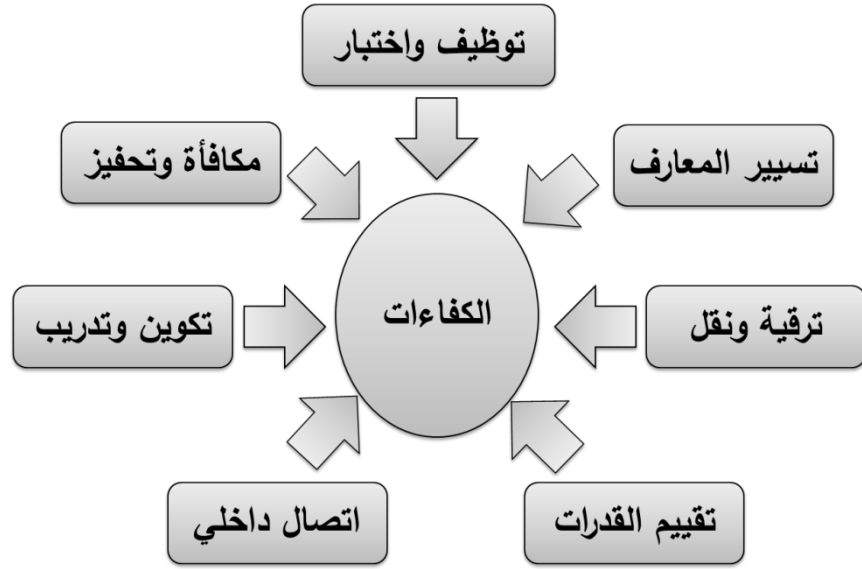 توظيف واختبار
تسيير المعارف
مكافأة وتحفيز
الكفاءات
ترقية ونقل
تكوين وتدريب
تقييم القدرات
اتصال داخلي